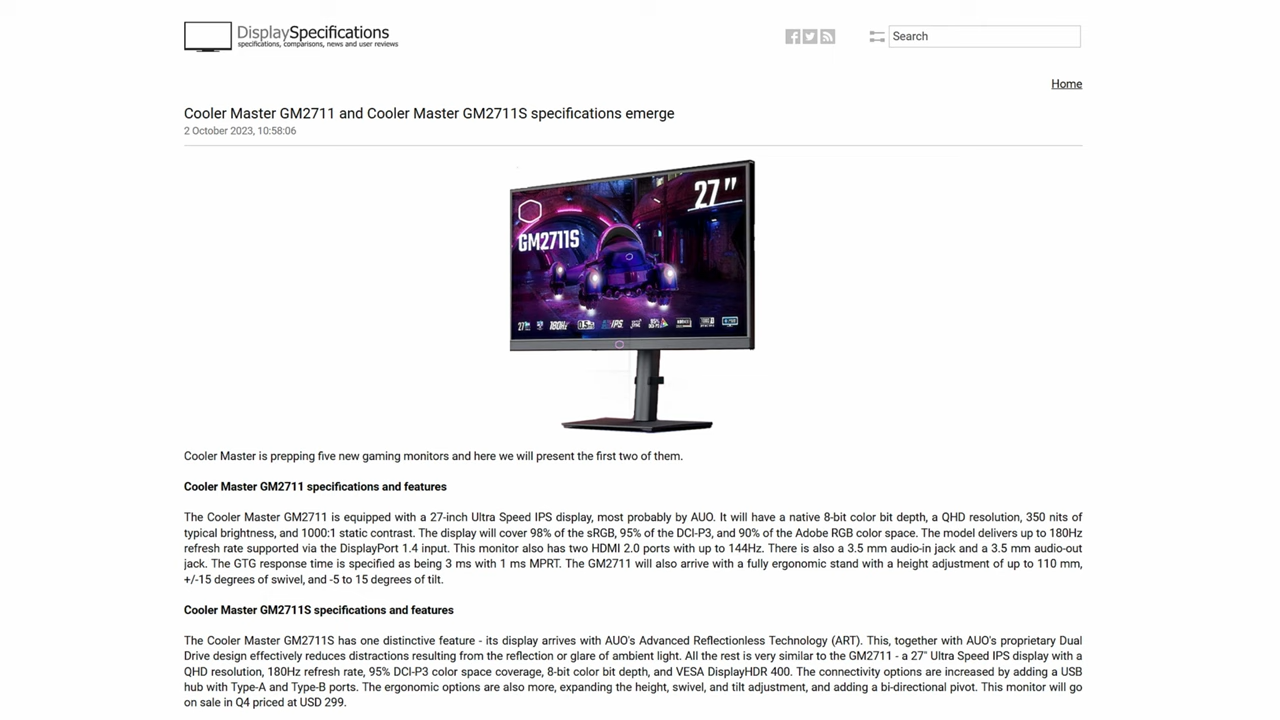 DisplaySpecifications
specifications, comparisons, news and user reviews
Search
Home
Cooler Master GM2711 and Cooler Master GM2711S specifications emerge
2 October 2023, 10:58:06
27"
GM2711S
180Hz
IPS
Cooler Master is prepping five new gaming monitors and here we will present the first two of them.
Cooler Master GM2711 specifications and features
The Cooler Master GM2711 is equipped with a 27-inch Ultra Speed IPS display, most probably by AUO. It will have a native 8-bit color bit depth, a QHD resolution, 350 nits of
typical brightness, and 1000:1 static contrast. The display will cover 98% of the sRGB, 95% of the DCI-P3, and 90% of the Adobe RGB color space. The model delivers up to 180Hz
refresh rate supported via the DisplayPort 1.4 input. This monitor also has two HDMI 2.0 ports with up to 144Hz. There is also a 3.5 mm audio-in jack and a 3.5 mm audio-out
jack. The GTG response time is specified as being 3 ms with 1 ms MPRT. The GM2711 will also arrive with a fully ergonomic stand with a height adjustment of up to 110 mm,
+/-15 degrees of swivel, and -5 to 15 degrees of tilt.
Cooler Master GM2711S specifications and features
The Cooler Master GM2711S has one distinctive feature - its display arrives with AUO's Advanced Reflectionless Technology (ART). This, together with AUO's proprietary Dual
Drive design effectively reduces distractions resulting from the reflection or glare of ambient light. All the rest is very similar to the GM2711 - a 27" Ultra Speed IPS display with a
QHD resolution, 180Hz refresh rate, 95% DCI-P3 color space coverage, 8-bit color bit depth, and VESA DisplayHDR 400. The connectivity options are increased by adding a USB
hub with Type-A and Type-B ports. The ergonomic options are also more, expanding the height, swivel, and tilt adjustment, and adding a bi-directional pivot. This monitor will go
on sale in Q4 priced at USD 299.